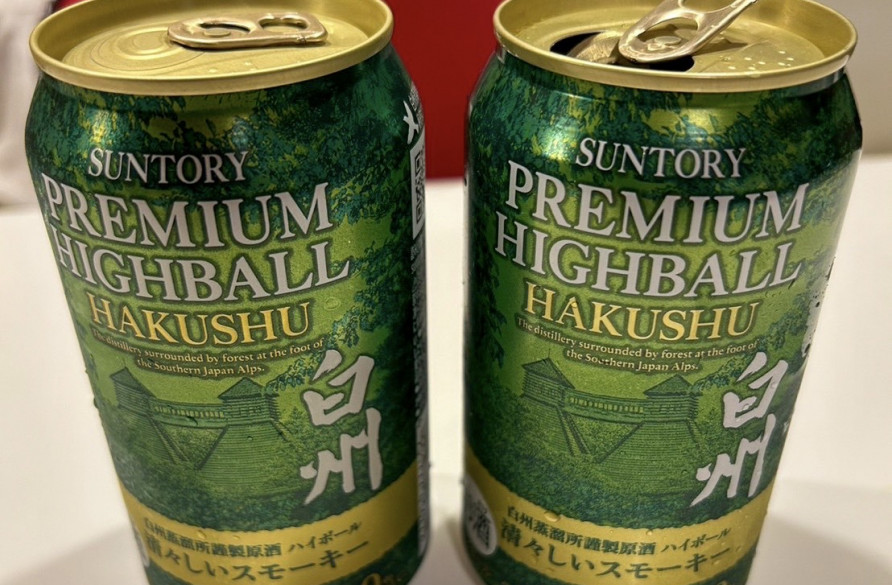 SUNTORY
PREMIUM
HIGHBALL
HAKUSHU
The distillery surrounded by forest at the foot of
the Southern Japan Alps.
白州
白州蒸溜所謹製原酒 ハイボール
清々しいスモーキー
SUNTORY
PREMIUM
HIGHBALL
HAKUSHU
The distillery surrounded by forest at the foot of
the Southern Japan Alps.
白州
酒
白州蒸溜所謹製原酒 ハイボール
清々しいスモーキー